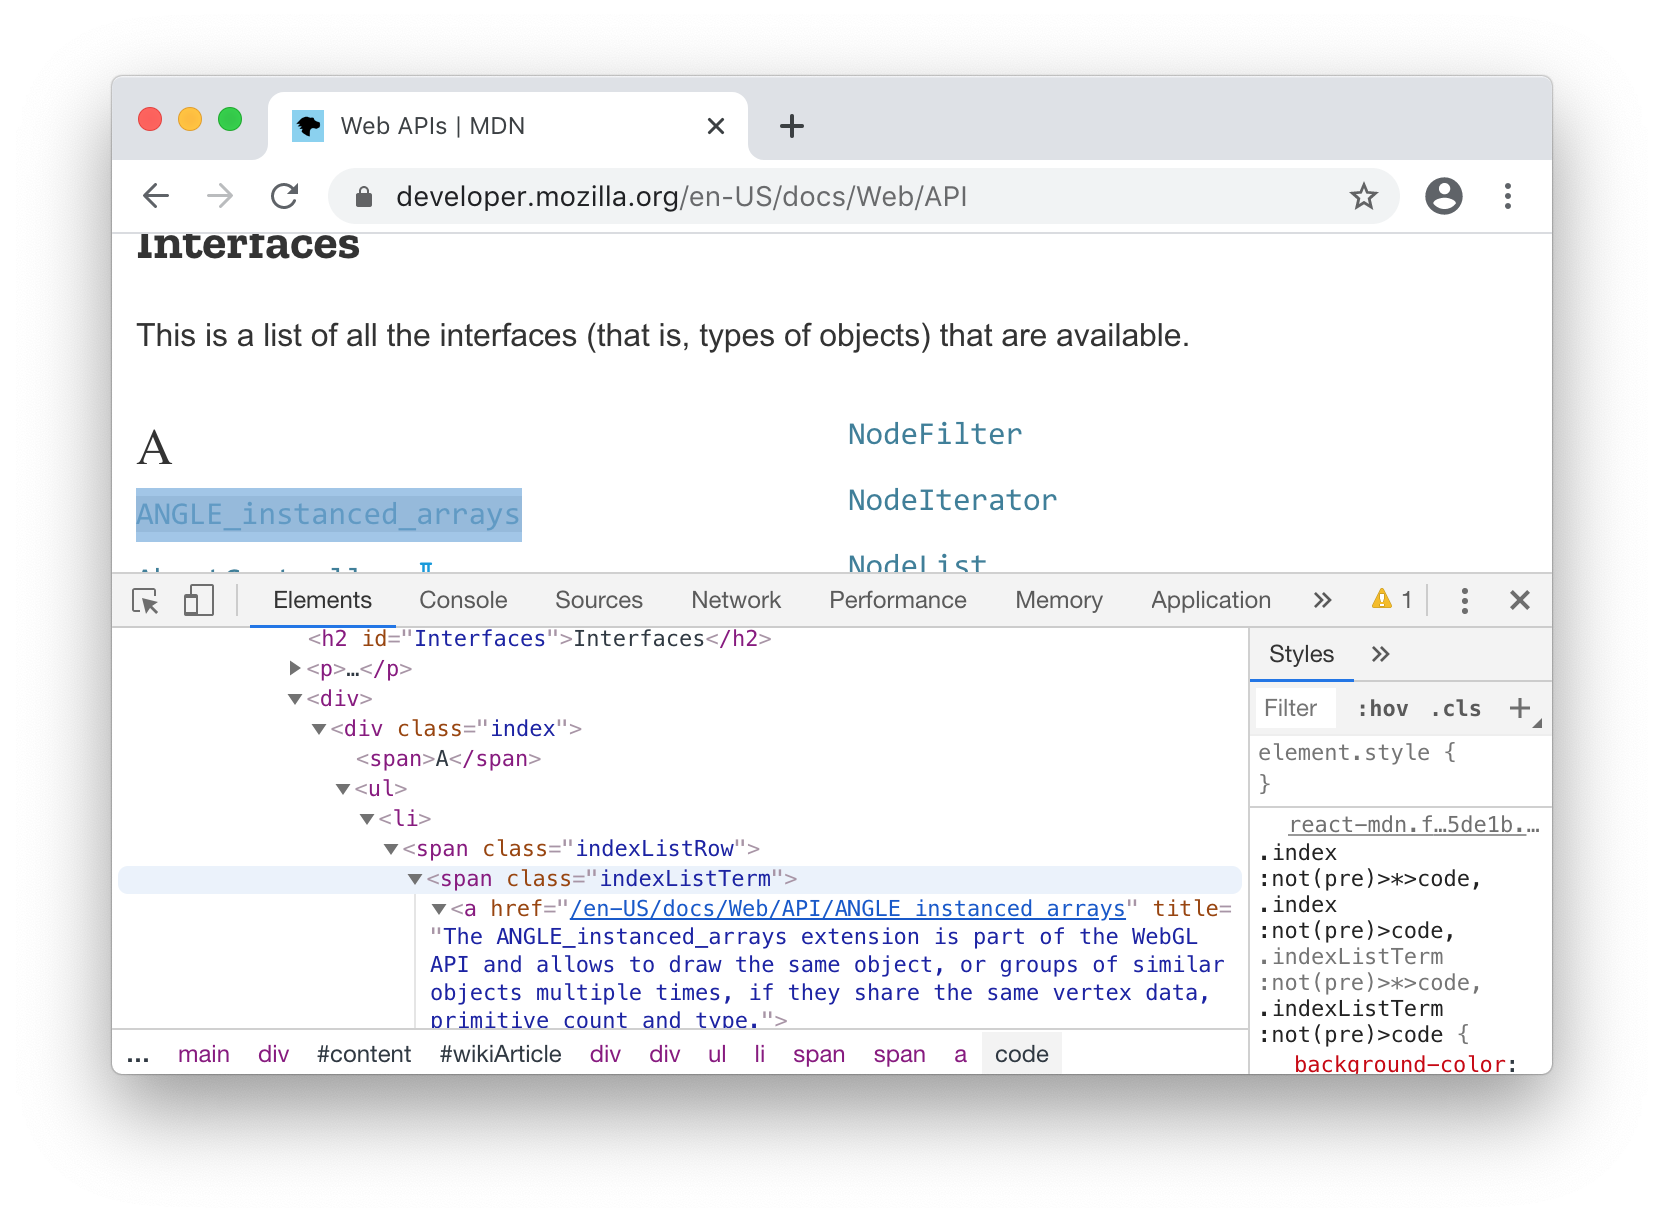 Web APIs | MDN
developer.mozilla.org/en-US/docs/Web/API
Interfaces
This is a list of all the interfaces (that is, types of objects) that are available.
A
ANGLE_instanced_arrays
AbortController
NodeFilter
NodeIterator
NodeList
Elements Console Sources Network Performance Memory Application » 1
<h2 id="Interfaces">Interfaces</h2>
<p>…</p>
<div>
<div class="index">
<span>A</span>
<ul>
<li>
<span class="indexListRow">
<span class="indexListTerm">
<a href="/en-US/docs/Web/API/ANGLE_instanced_arrays" title=
"The ANGLE_instanced_arrays extension is part of the WebGL
API and allows to draw the same object, or groups of similar
objects multiple times, if they share the same vertex data,
primitive count and type.">
… main div #content #wikiArticle div div ul li span span a code
Styles »
Filter :hov .cls +
element.style {
}
react-mdn.f…5de1b.…
.index
:not(pre)>*>code,
.index
:not(pre)>code,
.indexListTerm
:not(pre)>*>code,
.indexListTerm
:not(pre)>code {
background-color: